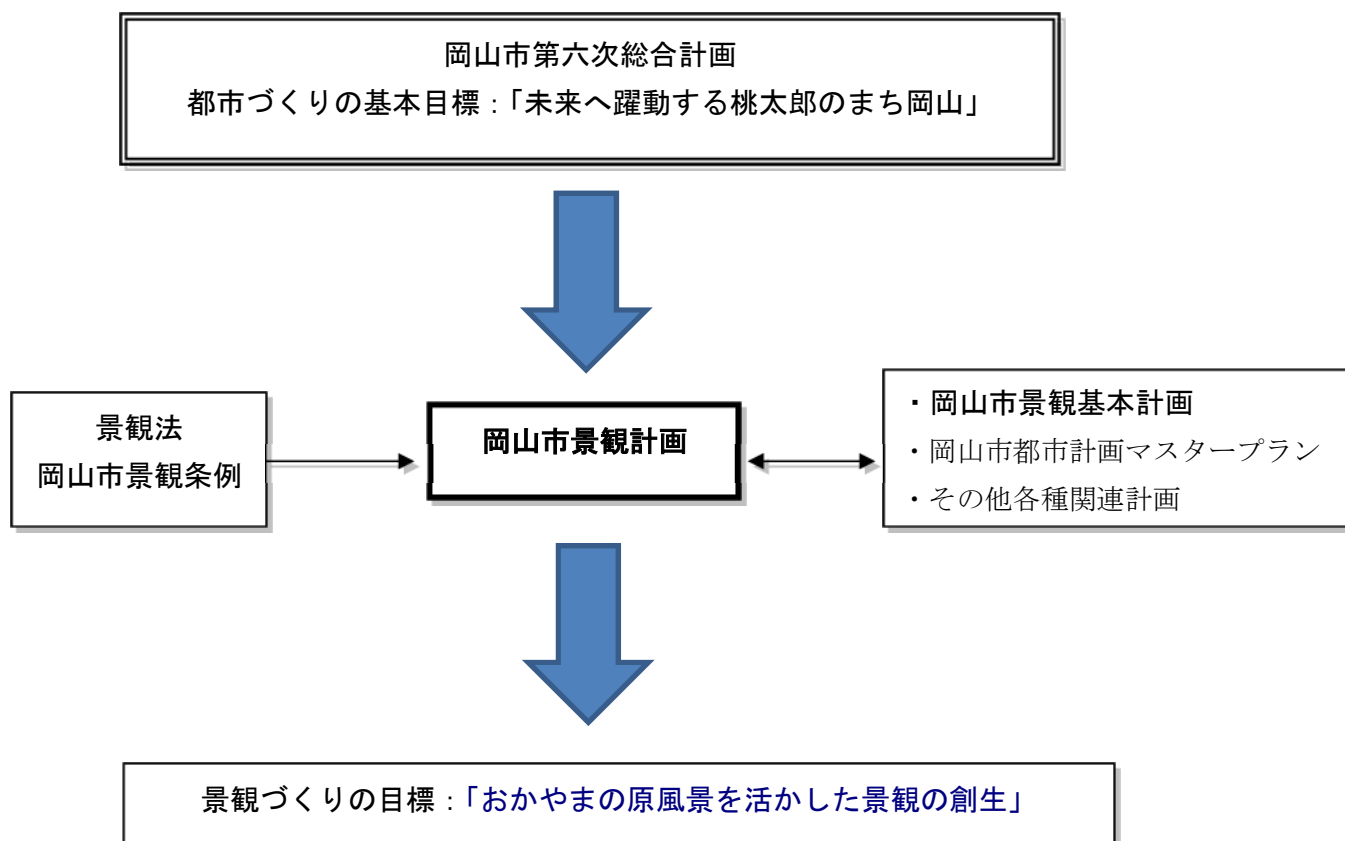 岡山市第六次総合計画
都市づくりの基本目標：「未来へ躍動する桃太郎のまち岡山」
景観法
岡山市景観条例
岡山市景観計画
・岡山市景観基本計画
・岡山市都市計画マスタープラン
・その他各種関連計画
景観づくりの目標：「おかやまの原風景を活かした景観の創生」